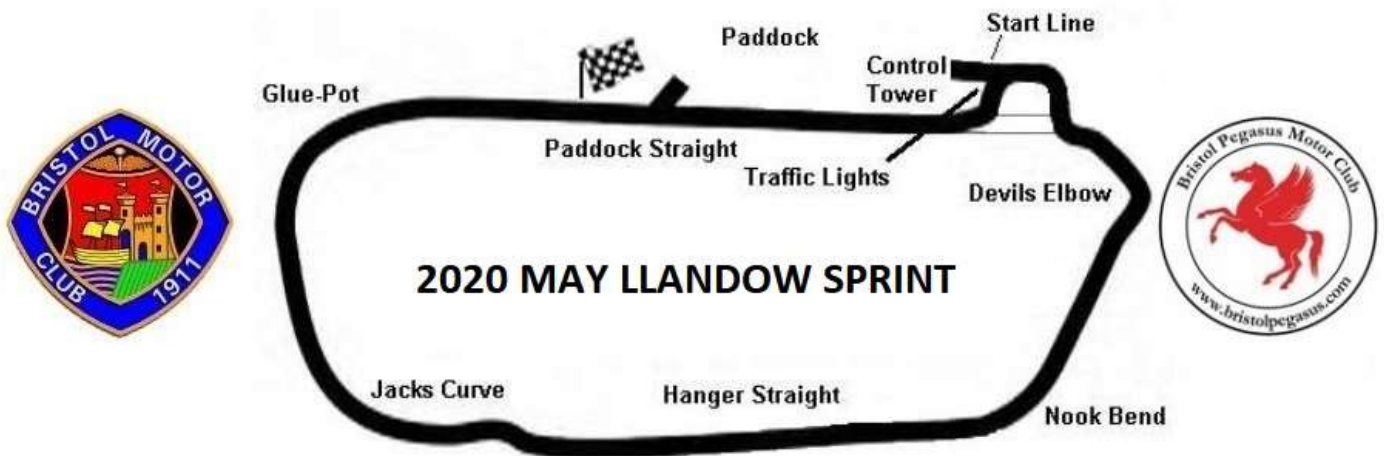 Start Line
Paddock
Control
Tower
Glue-Pot
BRISTOL MOTOR
CLUB 1911
Paddock Straight
Traffic Lights
Devils Elbow
Bristol Pegasus Motor Club
www.bristolpegasus.com
2020 MAY LLANDOW SPRINT
Jacks Curve
Hanger Straight
Nook Bend